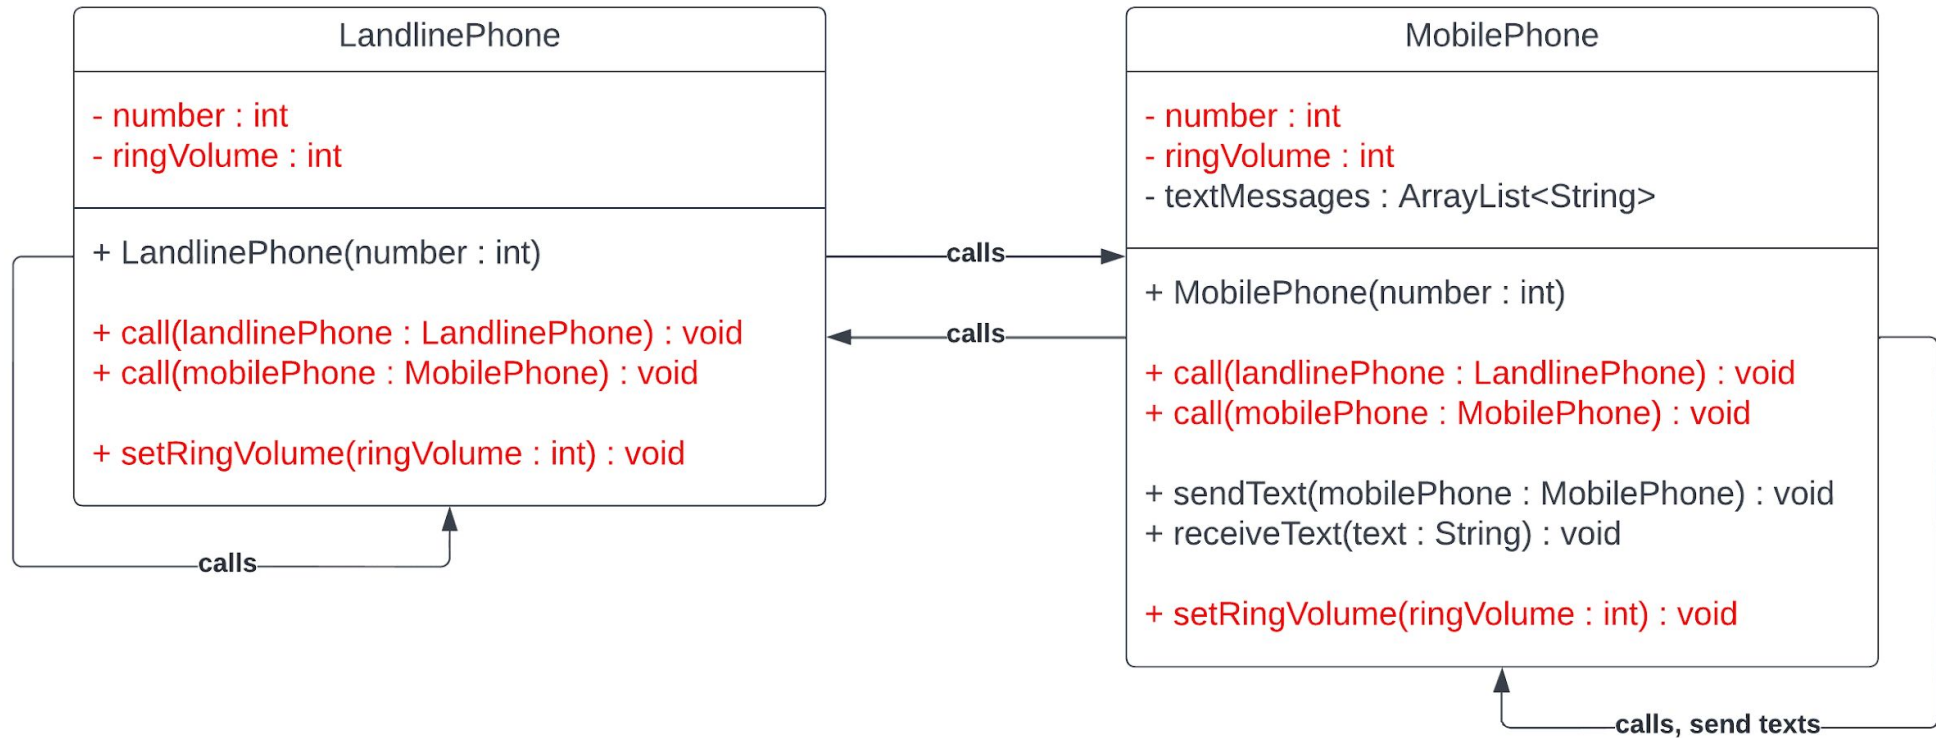 LandlinePhone
- number : int
- ringVolume : int
+ LandlinePhone(number : int)
+ call(landlinePhone : LandlinePhone) : void
+ call(mobilePhone : MobilePhone) : void
+ setRingVolume(ringVolume : int) : void
calls
calls
calls
MobilePhone
- number : int
- ringVolume : int
- textMessages : ArrayList<String>
+ MobilePhone(number : int)
+ call(landlinePhone : LandlinePhone) : void
+ call(mobilePhone : MobilePhone) : void
+ sendText(mobilePhone : MobilePhone) : void
+ receiveText(text : String) : void
+ setRingVolume(ringVolume : int) : void
calls, send texts